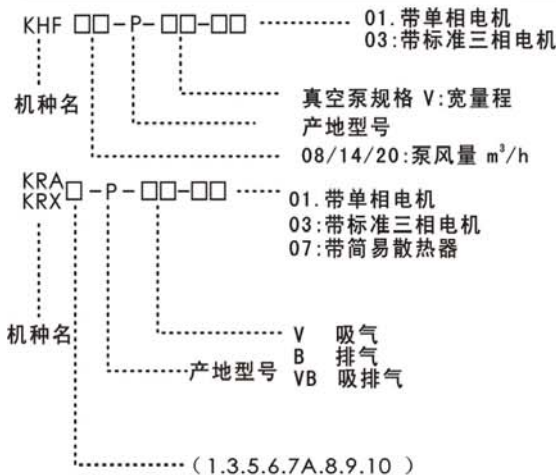 KHF □□-P-□□-□□ 01.带单相电机
03:带标准三相电机
真空泵规格 V:宽量程
机种名
产地型号
08/14/20:泵风量 m³/h
KRA
KRX □-P-□□-□□ 01.带单相电机
03:带标准三相电机
07:带简易散热器
机种名
V 吸气
B 排气
产地型号 VB 吸排气
(1.3.5.6.7A.8.9.10 )